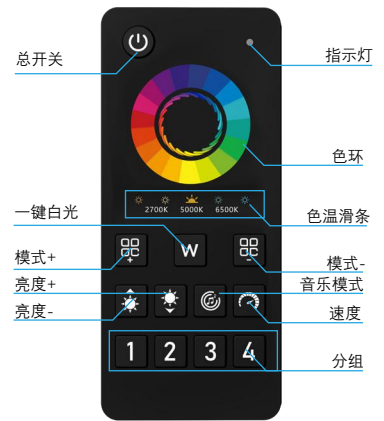 总开关
指示灯
色环
2700K 5000K 6500K
色温滑条
一键白光
W
模式+
模式-
亮度+
音乐模式
亮度-
速度
1 2 3 4
分组